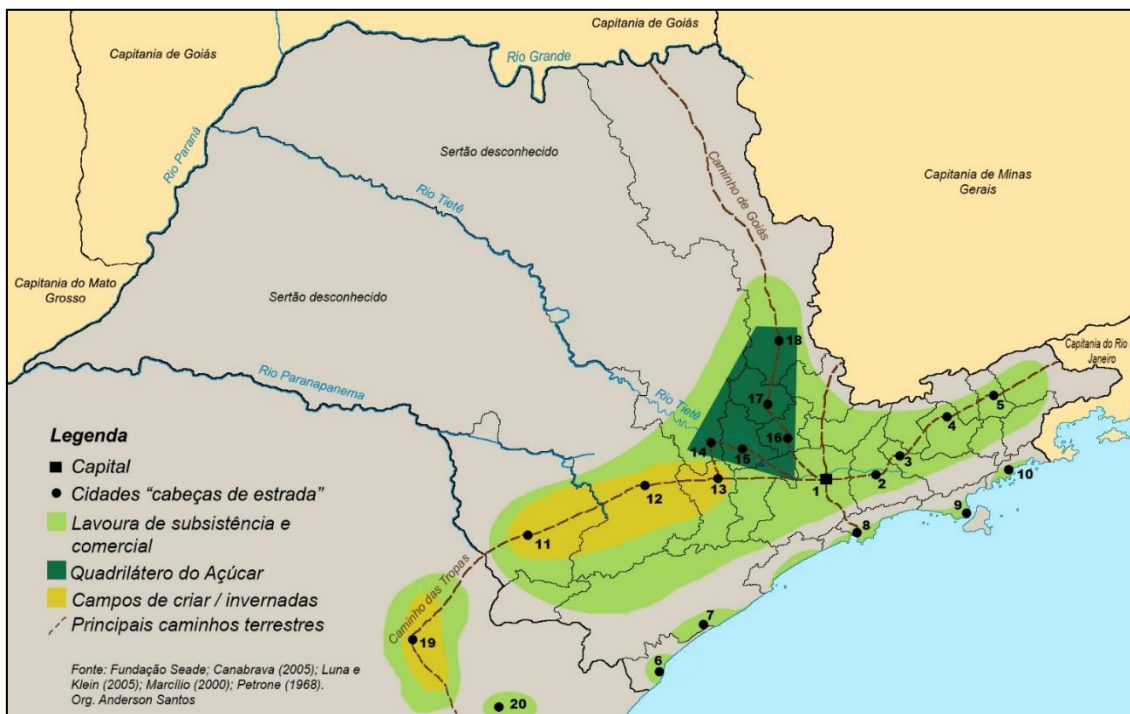 Capitania de Goiás
Capitania de Goiás
Rio Grande
Rio Paraná
Sertão desconhecido
Caminho de Goiás
Capitania de Minas
Gerais
Rio Tietê
Capitania do Mato
Grosso
Sertão desconhecido
Capitania do Rio
Janeiro
Rio Paranapanema
Rio Tietê
18
17
16
14
15
13
12
11
1
2
3
4
5
10
9
8
7
6
Caminho das Tropas
19
20
Legenda
Capital
Cidades “cabeças de estrada”
Lavoura de subsistência e
comercial
Quadrilátero do Açúcar
Campos de criar / invernadas
Principais caminhos terrestres
Fonte: Fundação Seade; Canabrava (2005); Luna e
Klein (2005); Marcílio (2000); Petrone (1968).
Org. Anderson Santos